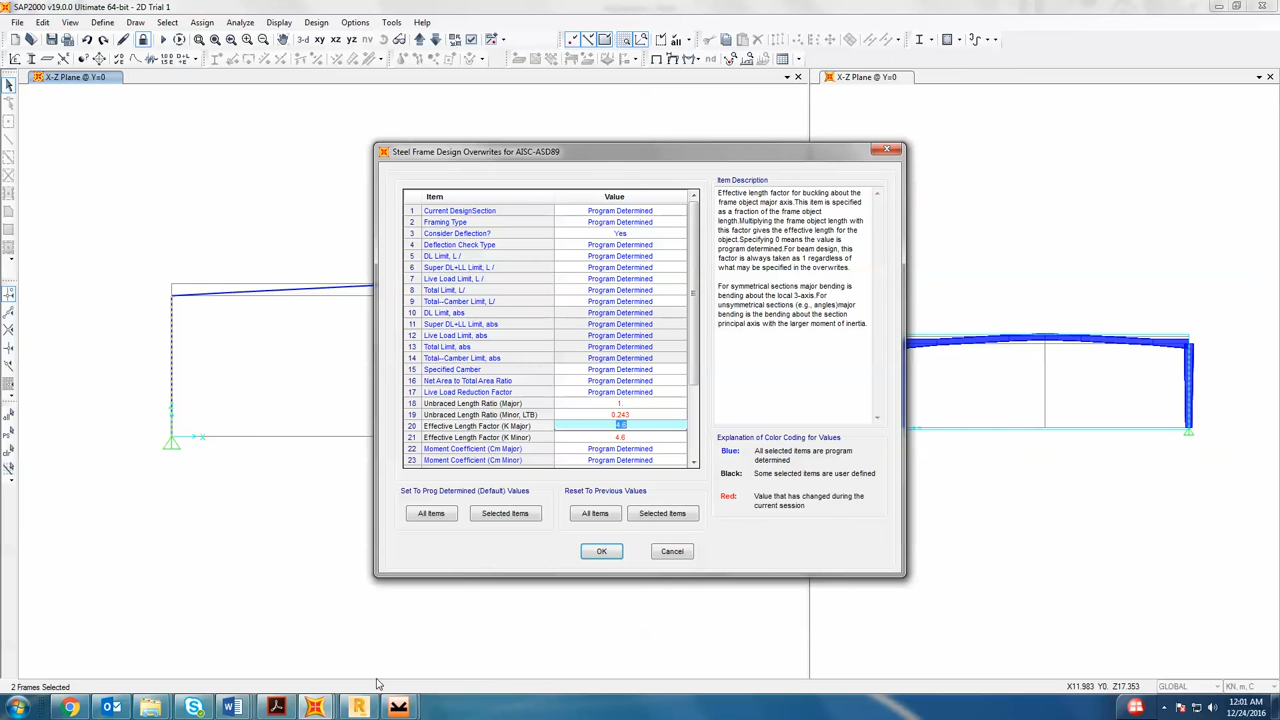 SAP2000 v19.0.0 Ultimate 64-bit - 2D Trial 1
File Edit View Define Draw Select Assign Analyze Display Design Options Tools Help
3-d xy xz yz nv
nd
X-Z Plane @ Y=0
X-Z Plane @ Y=0
Steel Frame Design Overwrites for AISC-ASD89
Item Value
1 Current DesignSection Program Determined
2 Framing Type Program Determined
3 Consider Deflection? Yes
4 Deflection Check Type Program Determined
5 DL Limit, L / Program Determined
6 Super DL+LL Limit, L / Program Determined
7 Live Load Limit, L / Program Determined
8 Total Limit, L/ Program Determined
9 Total--Camber Limit, L/ Program Determined
10 DL Limit, abs Program Determined
11 Super DL+LL Limit, abs Program Determined
12 Live Load Limit, abs Program Determined
13 Total Limit, abs Program Determined
14 Total--Camber Limit, abs Program Determined
15 Specified Camber Program Determined
16 Net Area to Total Area Ratio Program Determined
17 Live Load Reduction Factor Program Determined
18 Unbraced Length Ratio (Major) 1.
19 Unbraced Length Ratio (Minor, LTB) 0.243
20 Effective Length Factor (K Major) 4.6
21 Effective Length Factor (K Minor) 4.6
22 Moment Coefficient (Cm Major) Program Determined
23 Moment Coefficient (Cm Minor) Program Determined
Set To Prog Determined (Default) Values
All Items Selected Items
Reset To Previous Values
All Items Selected Items
OK Cancel
Item Description
Effective length factor for buckling about the
frame object major axis.This item is specified
as a fraction of the frame object
length.Multiplying the frame object length with
this factor gives the effective length for the
object.Specifying 0 means the value is
program determined.For beam design, this
factor is always taken as 1 regardless of
what may be specified in the overwrites.
For symmetrical sections major bending is
bending about the local 3-axis.For
unsymmetrical sections (e.g., angles)major
bending is the bending about the section
principal axis with the larger moment of inertia.
Explanation of Color Coding for Values
Blue: All selected items are program
determined
Black: Some selected items are user defined
Red: Value that has changed during the
current session
X
2 Frames Selected
X11.983 Y0. Z17.353
GLOBAL
KN, m, C
12:01 AM
12/24/2016